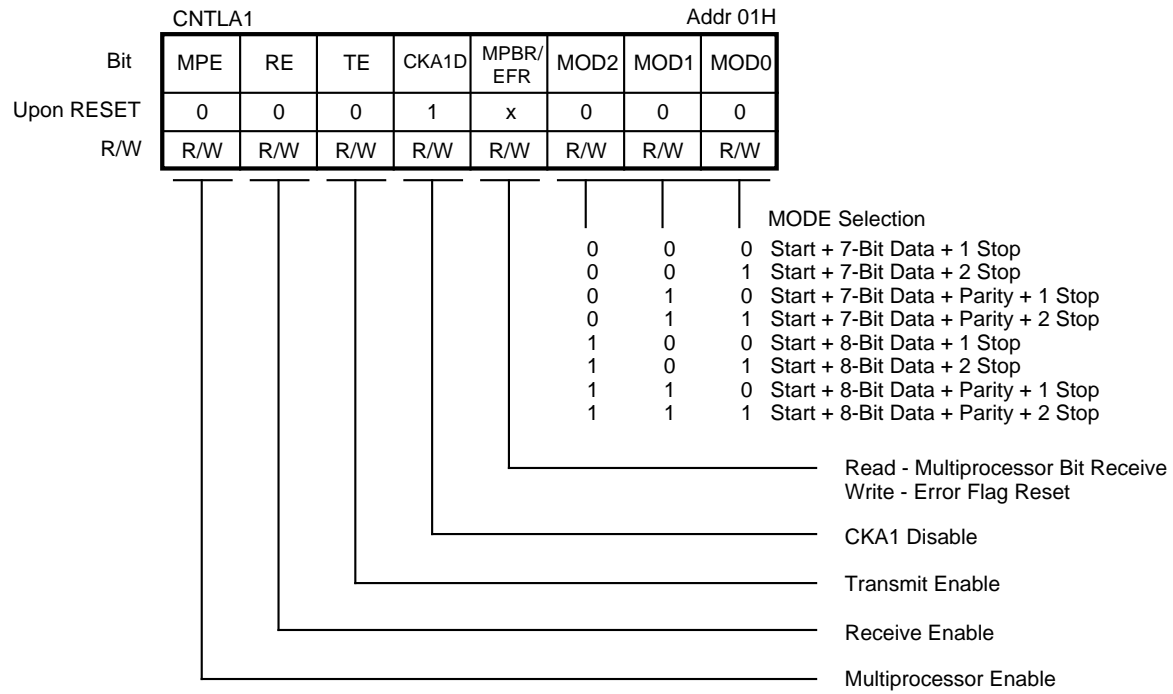 CNTLA1 Addr 01H
Bit MPE RE TE CKA1D MPBR/ EFR MOD2 MOD1 MOD0
Upon RESET 0 0 0 1 x 0 0 0
R/W R/W R/W R/W R/W R/W R/W R/W R/W
MODE Selection
0 0 0 Start + 7-Bit Data + 1 Stop
0 0 1 Start + 7-Bit Data + 2 Stop
0 1 0 Start + 7-Bit Data + Parity + 1 Stop
0 1 1 Start + 7-Bit Data + Parity + 2 Stop
1 0 0 Start + 8-Bit Data + 1 Stop
1 0 1 Start + 8-Bit Data + 2 Stop
1 1 0 Start + 8-Bit Data + Parity + 1 Stop
1 1 1 Start + 8-Bit Data + Parity + 2 Stop
Read - Multiprocessor Bit Receive
Write - Error Flag Reset
CKA1 Disable
Transmit Enable
Receive Enable
Multiprocessor Enable